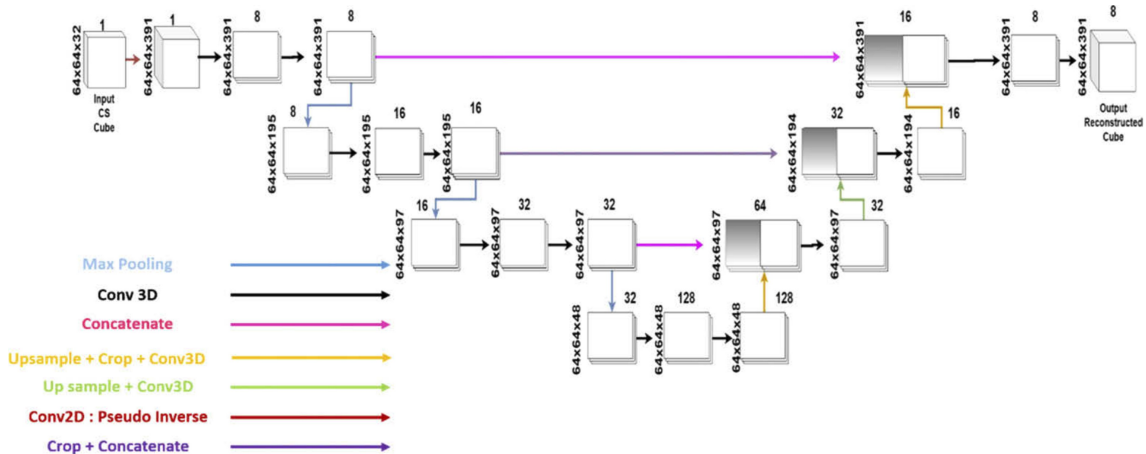 1
1
8
8
16
8
8
64x64x32
64x64x391
64x64x391
64x64x391
64x64x391
64x64x391
64x64x391
Input
CS
Cube
Output
Reconstructed
Cube
8
16
16
32
16
64x64x195
64x64x195
64x64x195
64x64x194
64x64x194
16
32
32
64
32
64x64x97
64x64x97
64x64x97
64x64x97
64x64x97
32
128
128
64x64x48
64x64x48
64x64x48
Max Pooling
Conv 3D
Concatenate
Upsample + Crop + Conv3D
Up sample + Conv3D
Conv2D : Pseudo Inverse
Crop + Concatenate